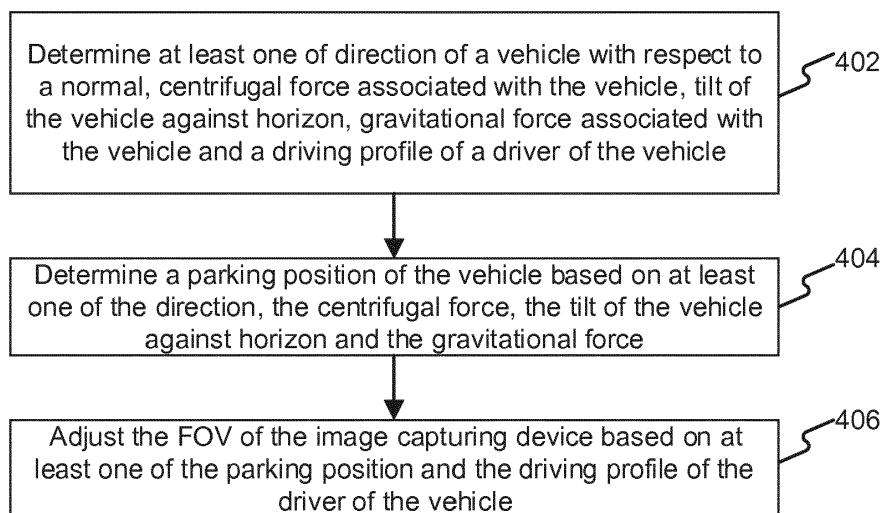 Determine at least one of direction of a vehicle with respect to
a normal, centrifugal force associated with the vehicle, tilt of
the vehicle against horizon, gravitational force associated with
the vehicle and a driving profile of a driver of the vehicle
402
Determine a parking position of the vehicle based on at least
one of the direction, the centrifugal force, the tilt of the vehicle
against horizon and the gravitational force
404
Adjust the FOV of the image capturing device based on at
least one of the parking position and the driving profile of the
driver of the vehicle
406